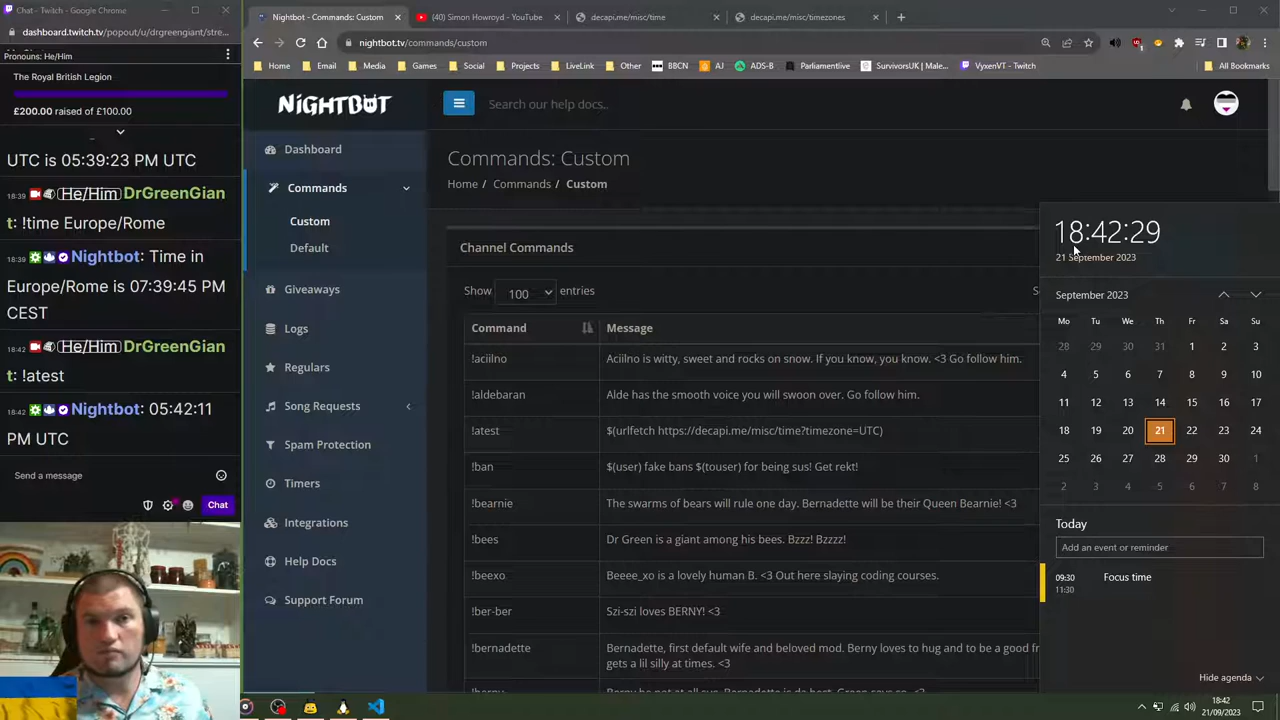 Chat - Twitch - Google Chrome
dashboard.twitch.tv/popout/u/drgreengiant/stre...
Pronouns: He/Him
The Royal British Legion
£200.00 raised of £100.00
UTC is 05:39:23 PM UTC
18:39 He/Him DrGreenGian
t: !time Europe/Rome
18:39 Nightbot: Time in
Europe/Rome is 07:39:45 PM
CEST
18:42 He/Him DrGreenGian
t: !atest
18:42 Nightbot: 05:42:11
PM UTC
Send a message
Chat
Nightbot - Commands: Custom
(40) Simon Howroyd - YouTube
decapi.me/misc/time
decapi.me/misc/timezones
nightbot.tv/commands/custom
Home
Email
Media
Games
Social
Projects
LiveLink
Other
BBCN
AJ
ADS-B
Parliamentlive
SurvivorsUK | Male...
VyxenVT - Twitch
All Bookmarks
NIGHTBOT
Search our help docs..
Dashboard
Commands
Custom
Default
Giveaways
Logs
Regulars
Song Requests
Spam Protection
Timers
Integrations
Help Docs
Support Forum
Commands: Custom
Home / Commands / Custom
Channel Commands
Show 100 entries
Command Message
!aciilno Aciilno is witty, sweet and rocks on snow. If you know, you know. <3 Go follow him.
!aldebaran Alde has the smooth voice you will swoon over. Go follow him.
!atest $(urlfetch https://decapi.me/misc/time?timezone=UTC)
!ban $(user) fake bans $(touser) for being sus! Get rekt!
!bearnie The swarms of bears will rule one day. Bernadette will be their Queen Bearnie! <3
!bees Dr Green is a giant among his bees. Bzzz! Bzzzz!
!beexo Beeee_xo is a lovely human B. <3 Out here slaying coding courses.
!ber-ber Szi-szi loves BERNY! <3
!bernadette Bernadette, first default wife and beloved mod. Berny loves to hug and to be a good fr
gets a lil silly at times. <3
18:42:29
21 September 2023
September 2023
Mo Tu We Th Fr Sa Su
28 29 30 31 1 2 3
4 5 6 7 8 9 10
11 12 13 14 15 16 17
18 19 20 21 22 23 24
25 26 27 28 29 30 1
2 3 4 5 6 7 8
Today
Add an event or reminder
09:30 Focus time
11:30
Hide agenda
18:42
21/09/2023